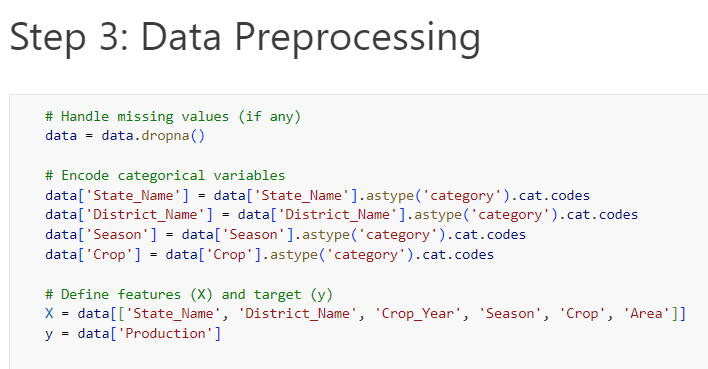 Step 3: Data Preprocessing
# Handle missing values (if any)
data = data.dropna()
# Encode categorical variables
data['State_Name'] = data['State_Name'].astype('category').cat.codes
data['District_Name'] = data['District_Name'].astype('category').cat.codes
data['Season'] = data['Season'].astype('category').cat.codes
data['Crop'] = data['Crop'].astype('category').cat.codes
# Define features (X) and target (y)
X = data[['State_Name', 'District_Name', 'Crop_Year', 'Season', 'Crop', 'Area']]
y = data['Production']